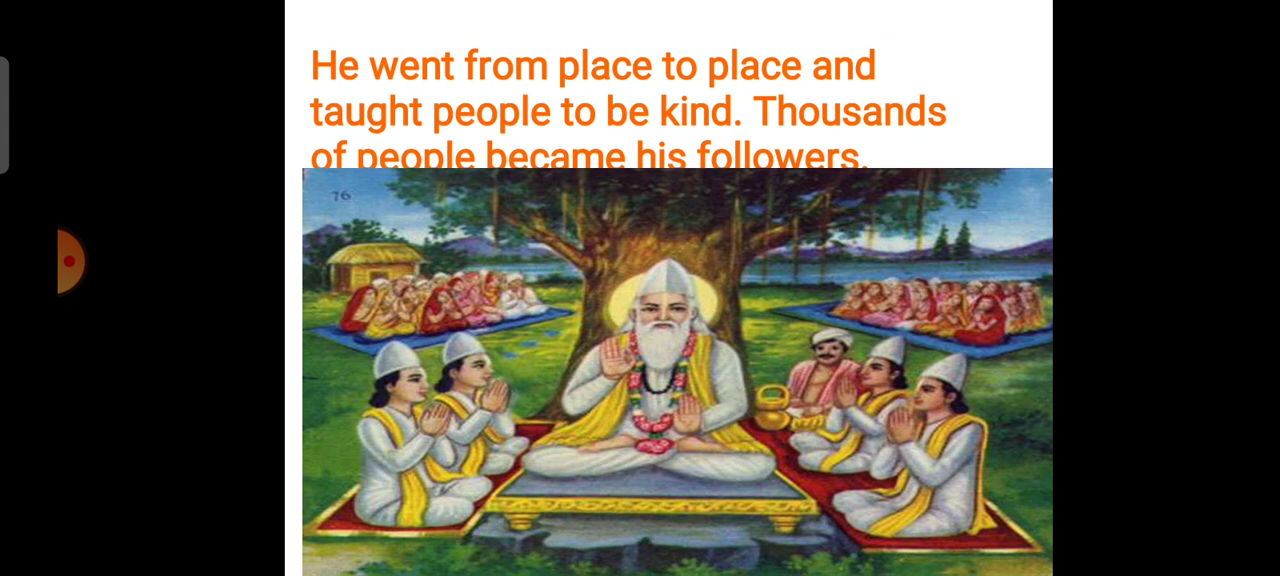 He went from place to place and
taught people to be kind. Thousands
of people became his followers.
76